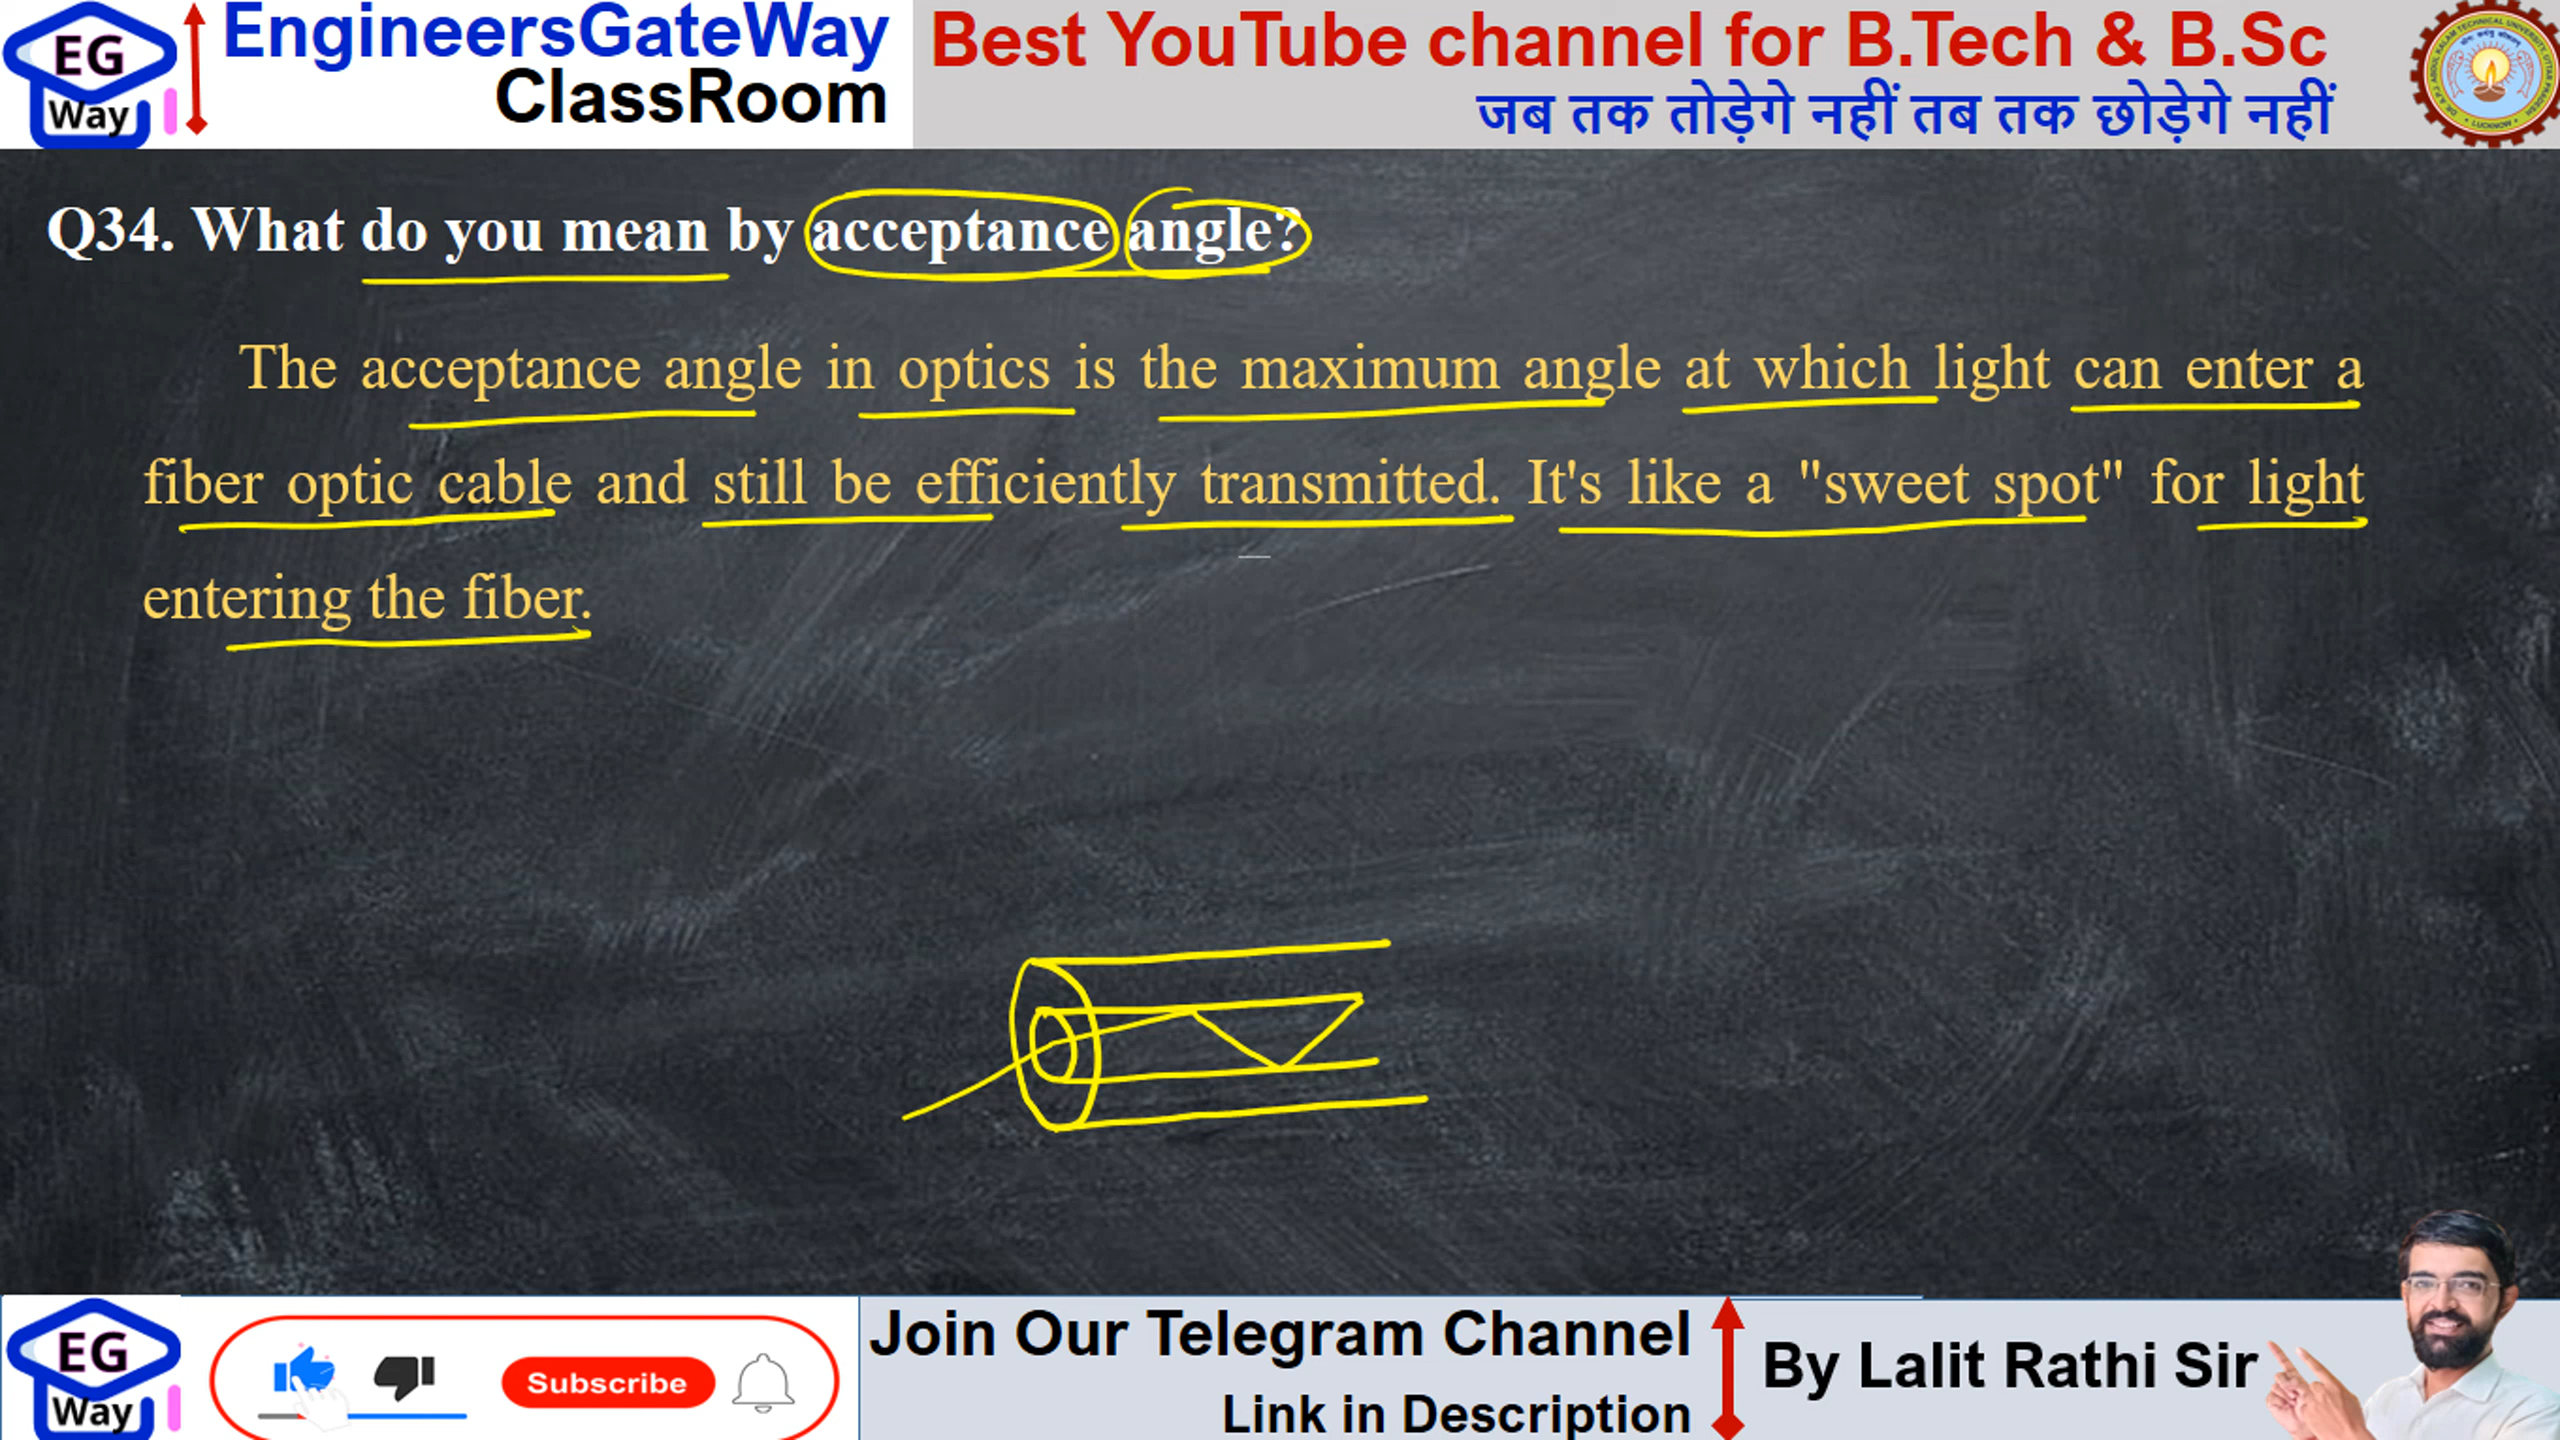 EG
Way
EngineersGateWay
ClassRoom
Best YouTube channel for B.Tech & B.Sc
जब तक तोड़ेगे नहीं तब तक छोड़ेगे नहीं
Q34. What do you mean by acceptance angle?
The acceptance angle in optics is the maximum angle at which light can enter a
fiber optic cable and still be efficiently transmitted. It's like a "sweet spot" for light
entering the fiber.
EG
Way
Subscribe
Join Our Telegram Channel
Link in Description
By Lalit Rathi Sir